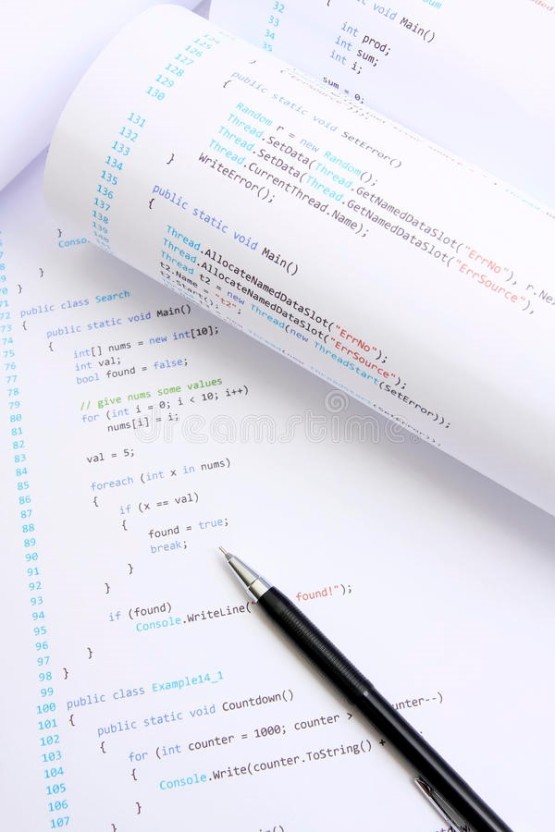 32
33
34
35
static void Main()
{
int prod;
int sum;
int i;
sum = 0;
126
127
128
129
130
131
132
133
134
135
136
137
138
139
public static void SetError()
{
Random r = new Random();
Thread.SetData(Thread.GetNamedDataSlot("ErrNo"), r.Ne
Thread.SetData(Thread.GetNamedDataSlot("ErrSource"),
Thread.CurrentThread.Name);
WriteError();
}
public static void Main()
{
Thread.AllocateNamedDataSlot("ErrNo");
Thread.AllocateNamedDataSlot("ErrSource");
Thread t2 = new Thread(new ThreadStart(SetError));
t2.Name = "t2";
t2.Start();
}
Conso
}
}
71 }
72 public class Search
73 {
74 public static void Main()
75 {
76 int[] nums = new int[10];
77 int val;
78 bool found = false;
79
80 // give nums some values
81 for (int i = 0; i < 10; i++)
82 nums[i] = i;
83
84 val = 5;
85
86 foreach (int x in nums)
87 {
88 if (x == val)
89 {
90 found = true;
91 break;
92 }
93 }
94
95 if (found)
96 Console.WriteLine(" found!");
97 }
98 }
99
100 public class Example14_1
101 {
102 public static void Countdown()
103 {
104 for (int counter = 1000; counter > unter--)
105 {
106 Console.Write(counter.ToString() +
107 }
dreamstime.com